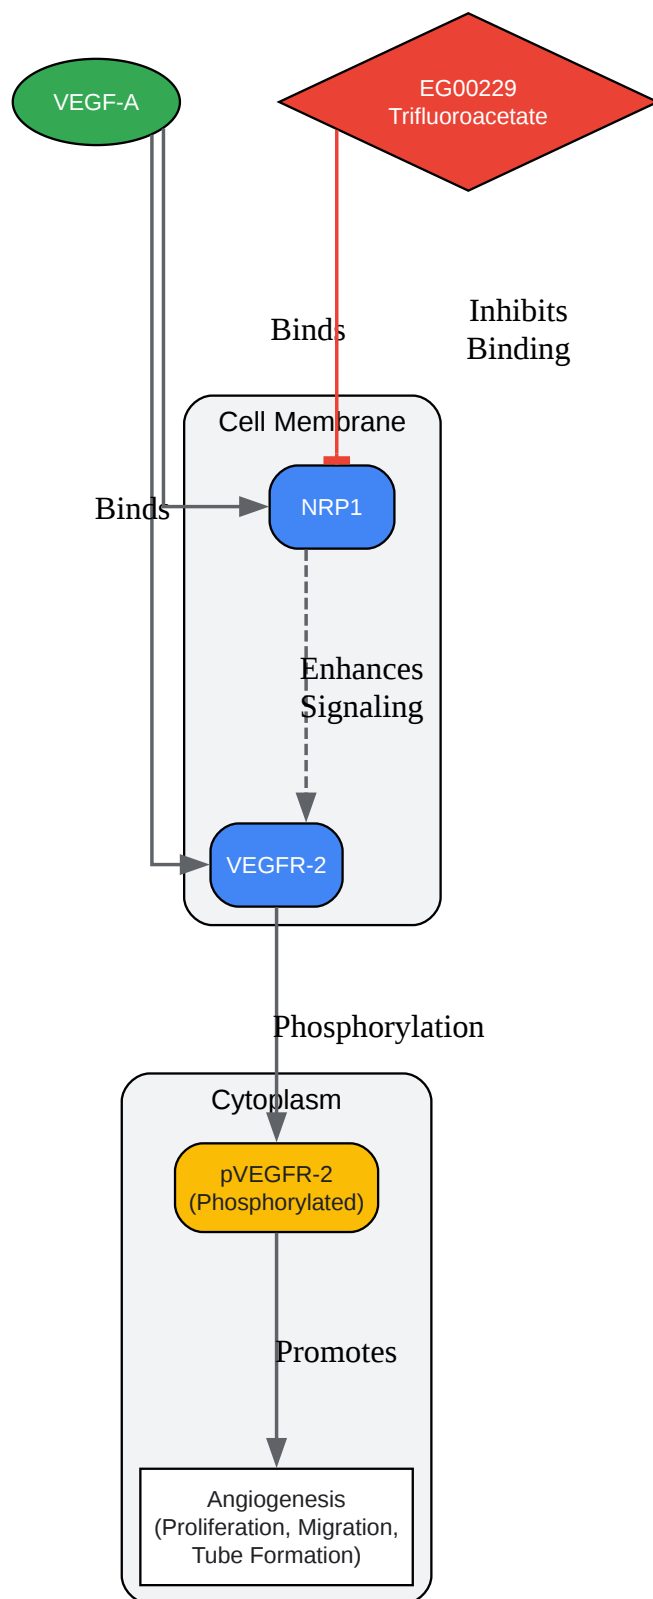 VEGF-A
EG00229
Trifluoroacetate
Binds
Inhibits
Binding
Cell Membrane
Binds
NRP1
Enhances
Signaling
VEGFR-2
Phosphorylation
Cytoplasm
pVEGFR-2
(Phosphorylated)
Promotes
Angiogenesis
(Proliferation, Migration,
Tube Formation)